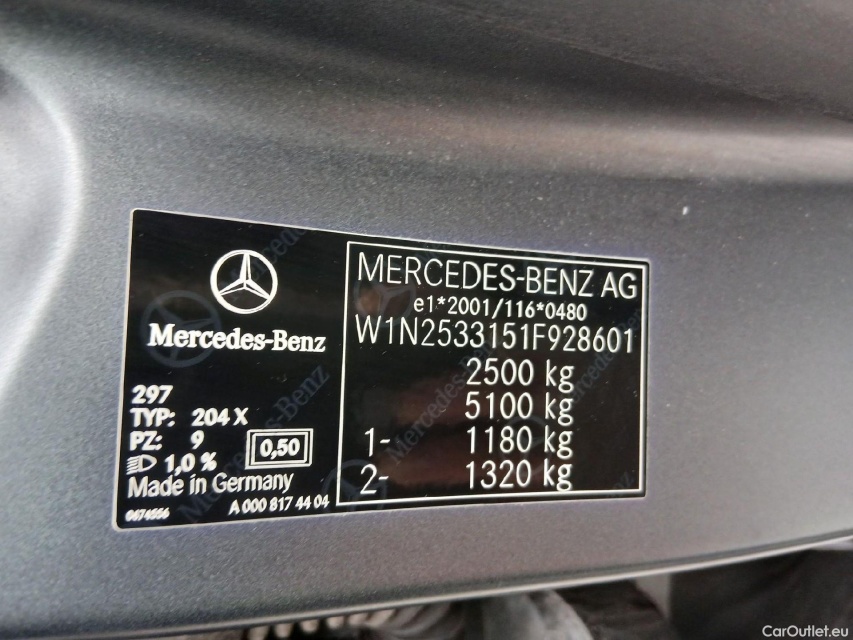 Mercedes-Benz
297
TYP: 204 X
PZ: 9
1,0 %
0,50
Made in Germany
0674556
A 000 817 44 04
MERCEDES-BENZ AG
e1*2001/116*0480
W1N2533151F928601
2500 kg
5100 kg
1- 1180 kg
2- 1320 kg
CarOutlet.eu